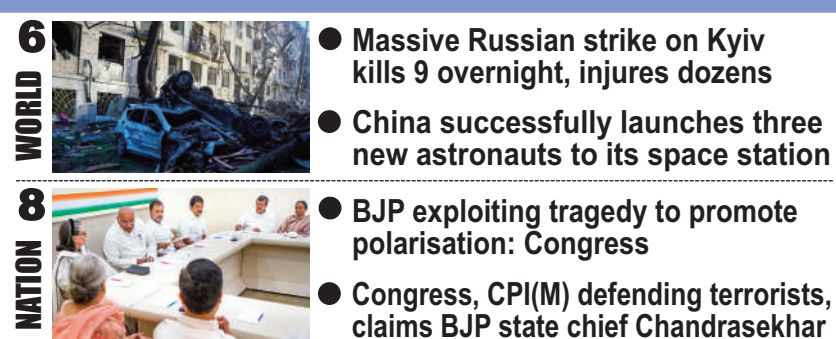 6
WORLD
● Massive Russian strike on Kyiv
kills 9 overnight, injures dozens
● China successfully launches three
new astronauts to its space station
8
NATION
● BJP exploiting tragedy to promote
polarisation: Congress
● Congress, CPI(M) defending terrorists,
claims BJP state chief Chandrasekhar